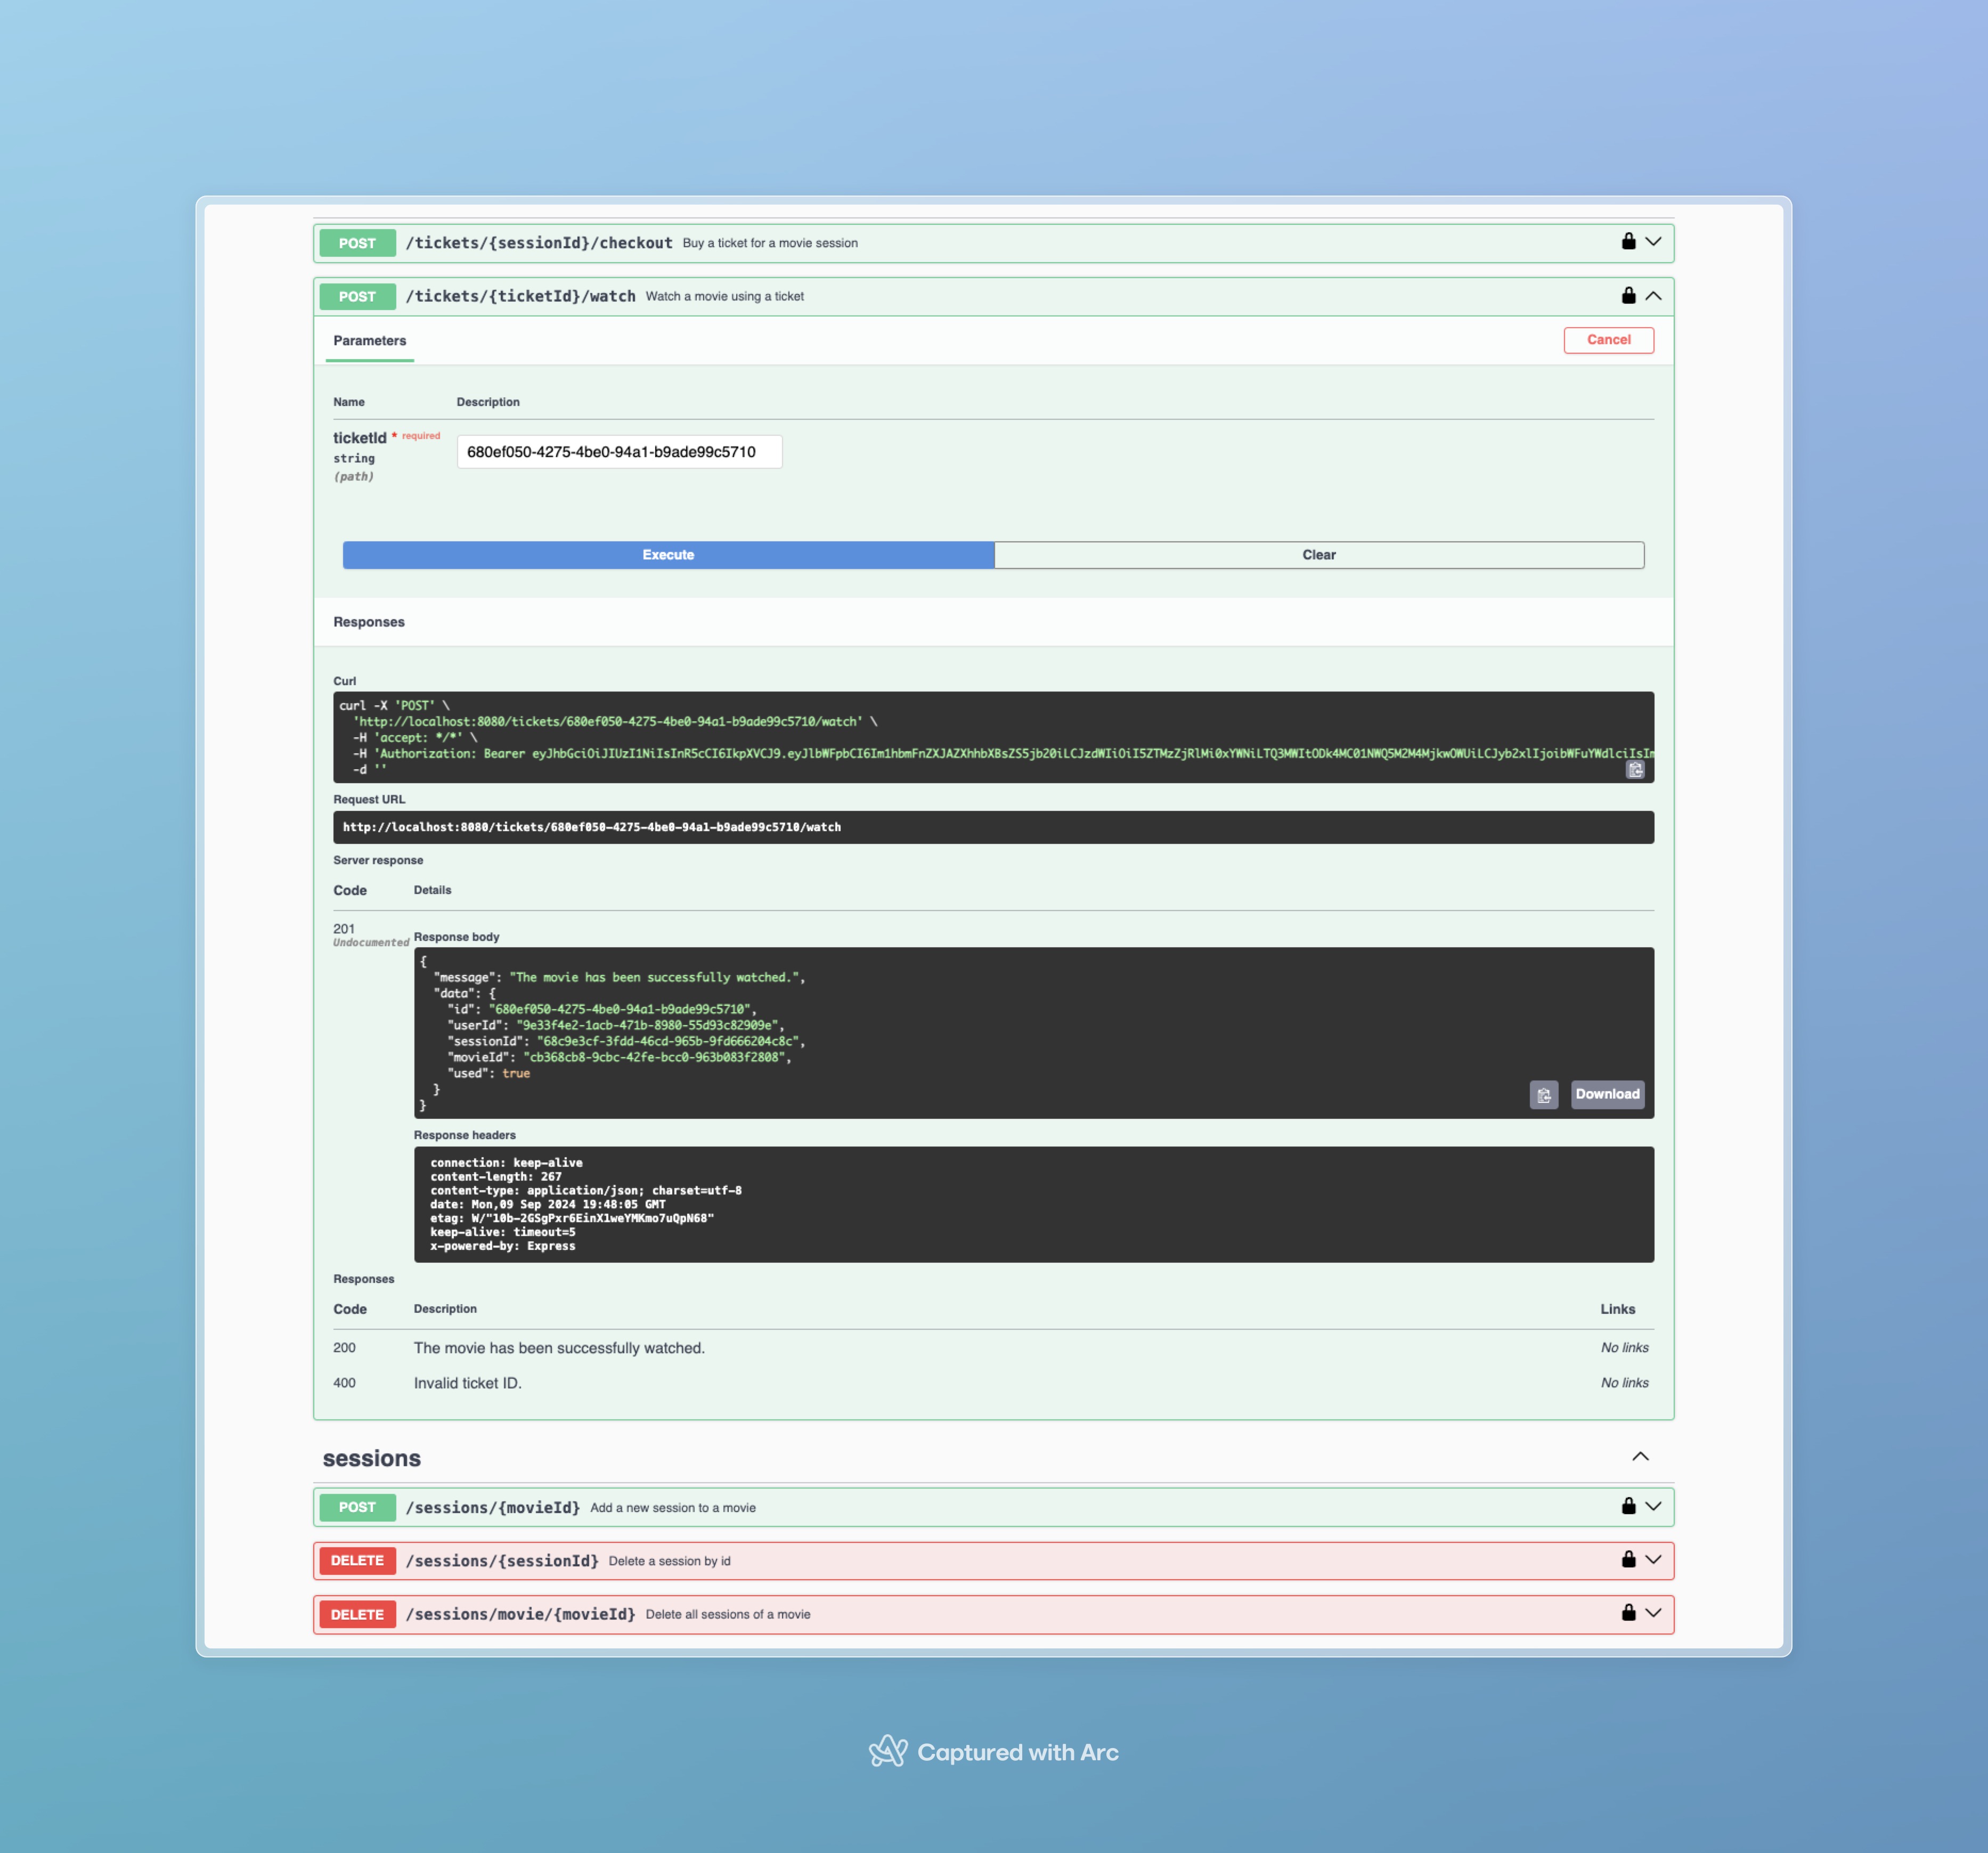 POST /tickets/{sessionId}/checkout Buy a ticket for a movie session
POST /tickets/{ticketId}/watch Watch a movie using a ticket
Parameters
Cancel
Name Description
ticketId * required
string
(path)
680ef050-4275-4be0-94a1-b9ade99c5710
Execute Clear
Responses
Curl
curl -X 'POST' \
'http://localhost:8080/tickets/680ef050-4275-4be0-94a1-b9ade99c5710/watch' \
-H 'accept: */*' \
-H 'Authorization: Bearer eyJhbGciOiJIUzI1NiIsInR5cCI6IkpXVCJ9.eyJlbWFpbCI6Im1hbmFnZXJAZXhhbXBsZS5jb20iLCJzdWIiOiI5ZTMzZjRlMi0xYWNiLTQ3MWItODk4MC01NWQ5M2M4MjkwOWUiLCJyb2xlIjoibWFuYWdlciIsIm
-d ''
Request URL
http://localhost:8080/tickets/680ef050-4275-4be0-94a1-b9ade99c5710/watch
Server response
Code Details
201
Undocumented
Response body
{
"message": "The movie has been successfully watched.",
"data": {
"id": "680ef050-4275-4be0-94a1-b9ade99c5710",
"userId": "9e33f4e2-1acb-471b-8980-55d93c82909e",
"sessionId": "68c9e3cf-3fdd-46cd-965b-9fd666204c8c",
"movieId": "cb368cb8-9cbc-42fe-bcc0-963b083f2808",
"used": true
}
}
Download
Response headers
connection: keep-alive
content-length: 267
content-type: application/json; charset=utf-8
date: Mon,09 Sep 2024 19:48:05 GMT
etag: W/"10b-2GSgPxr6EinX1weYMKmo7uQpN68"
keep-alive: timeout=5
x-powered-by: Express
Responses
Code Description Links
200 The movie has been successfully watched. No links
400 Invalid ticket ID. No links
sessions
POST /sessions/{movieId} Add a new session to a movie
DELETE /sessions/{sessionId} Delete a session by id
DELETE /sessions/movie/{movieId} Delete all sessions of a movie
Captured with Arc